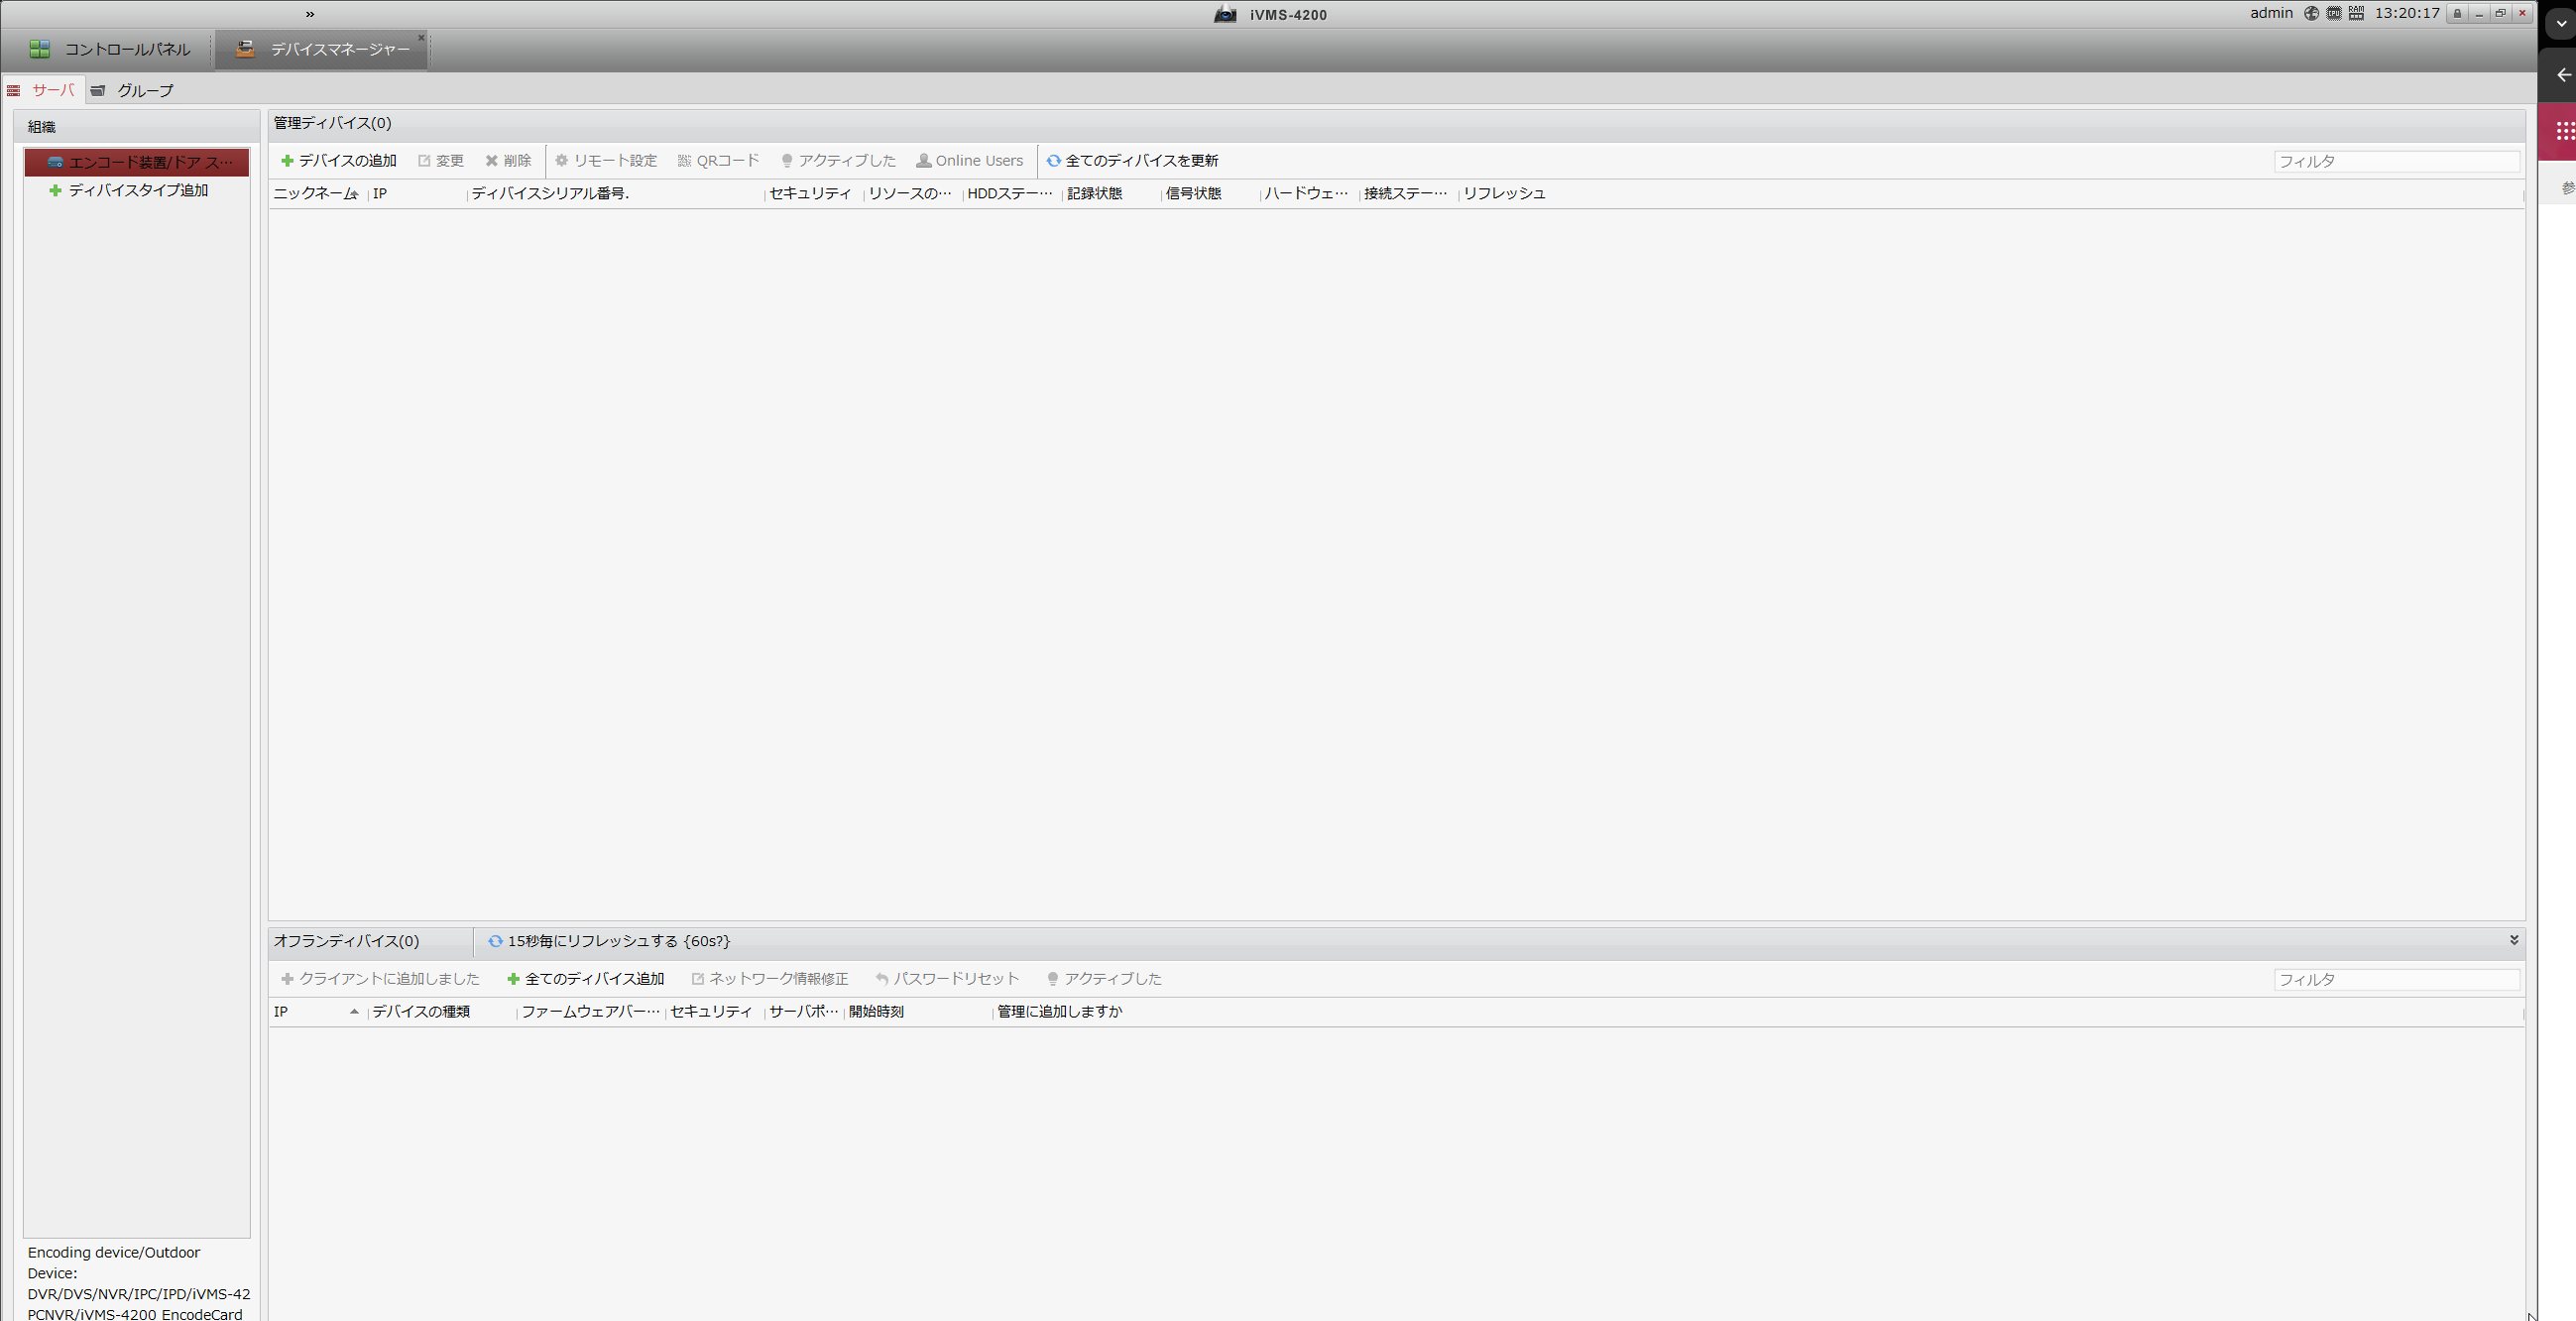 »
iVMS-4200
admin
CPU
RAM
13:20:17
コントロールパネル
デバイスマネージャー
サーバ
グループ
組織
エンコード装置/ドア ス…
ディバイスタイプ追加
管理ディバイス(0)
デバイスの追加 変更 削除 リモート設定 QRコード アクティブした Online Users 全てのディバイスを更新 フィルタ
ニックネーム IP ディバイスシリアル番号. セキュリティ リソースの… HDDステー… 記録状態 信号状態 ハードウェ… 接続ステー… リフレッシュ
参
オフランディバイス(0) 15秒毎にリフレッシュする {60s?}
クライアントに追加しました 全てのディバイス追加 ネットワーク情報修正 パスワードリセット アクティブした フィルタ
IP デバイスの種類 ファームウェアバー… セキュリティ サーバポ… 開始時刻 管理に追加しますか
Encoding device/Outdoor
Device:
DVR/DVS/NVR/IPC/IPD/iVMS-42
PCNVR/iVMS-4200 EncodeCard